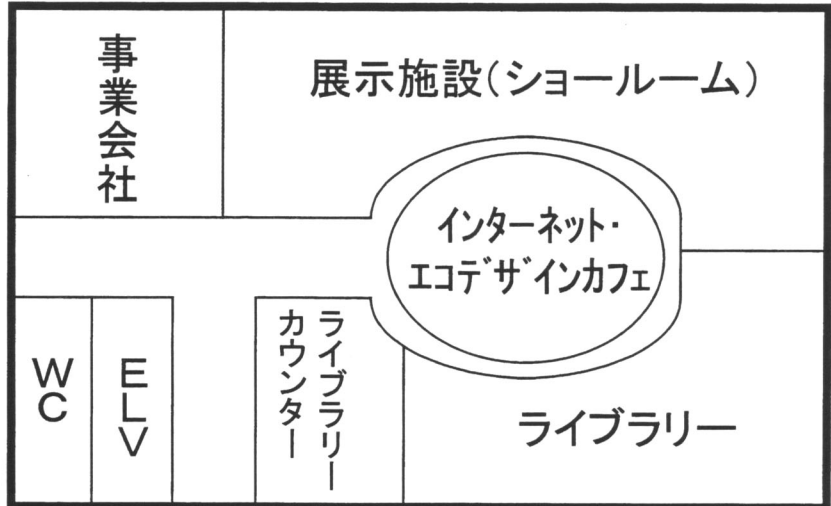 事業会社
展示施設(ショールーム)
インターネット・
エコデザインカフェ
WC
ELV
ライブラリー
カウンター
ライブラリー